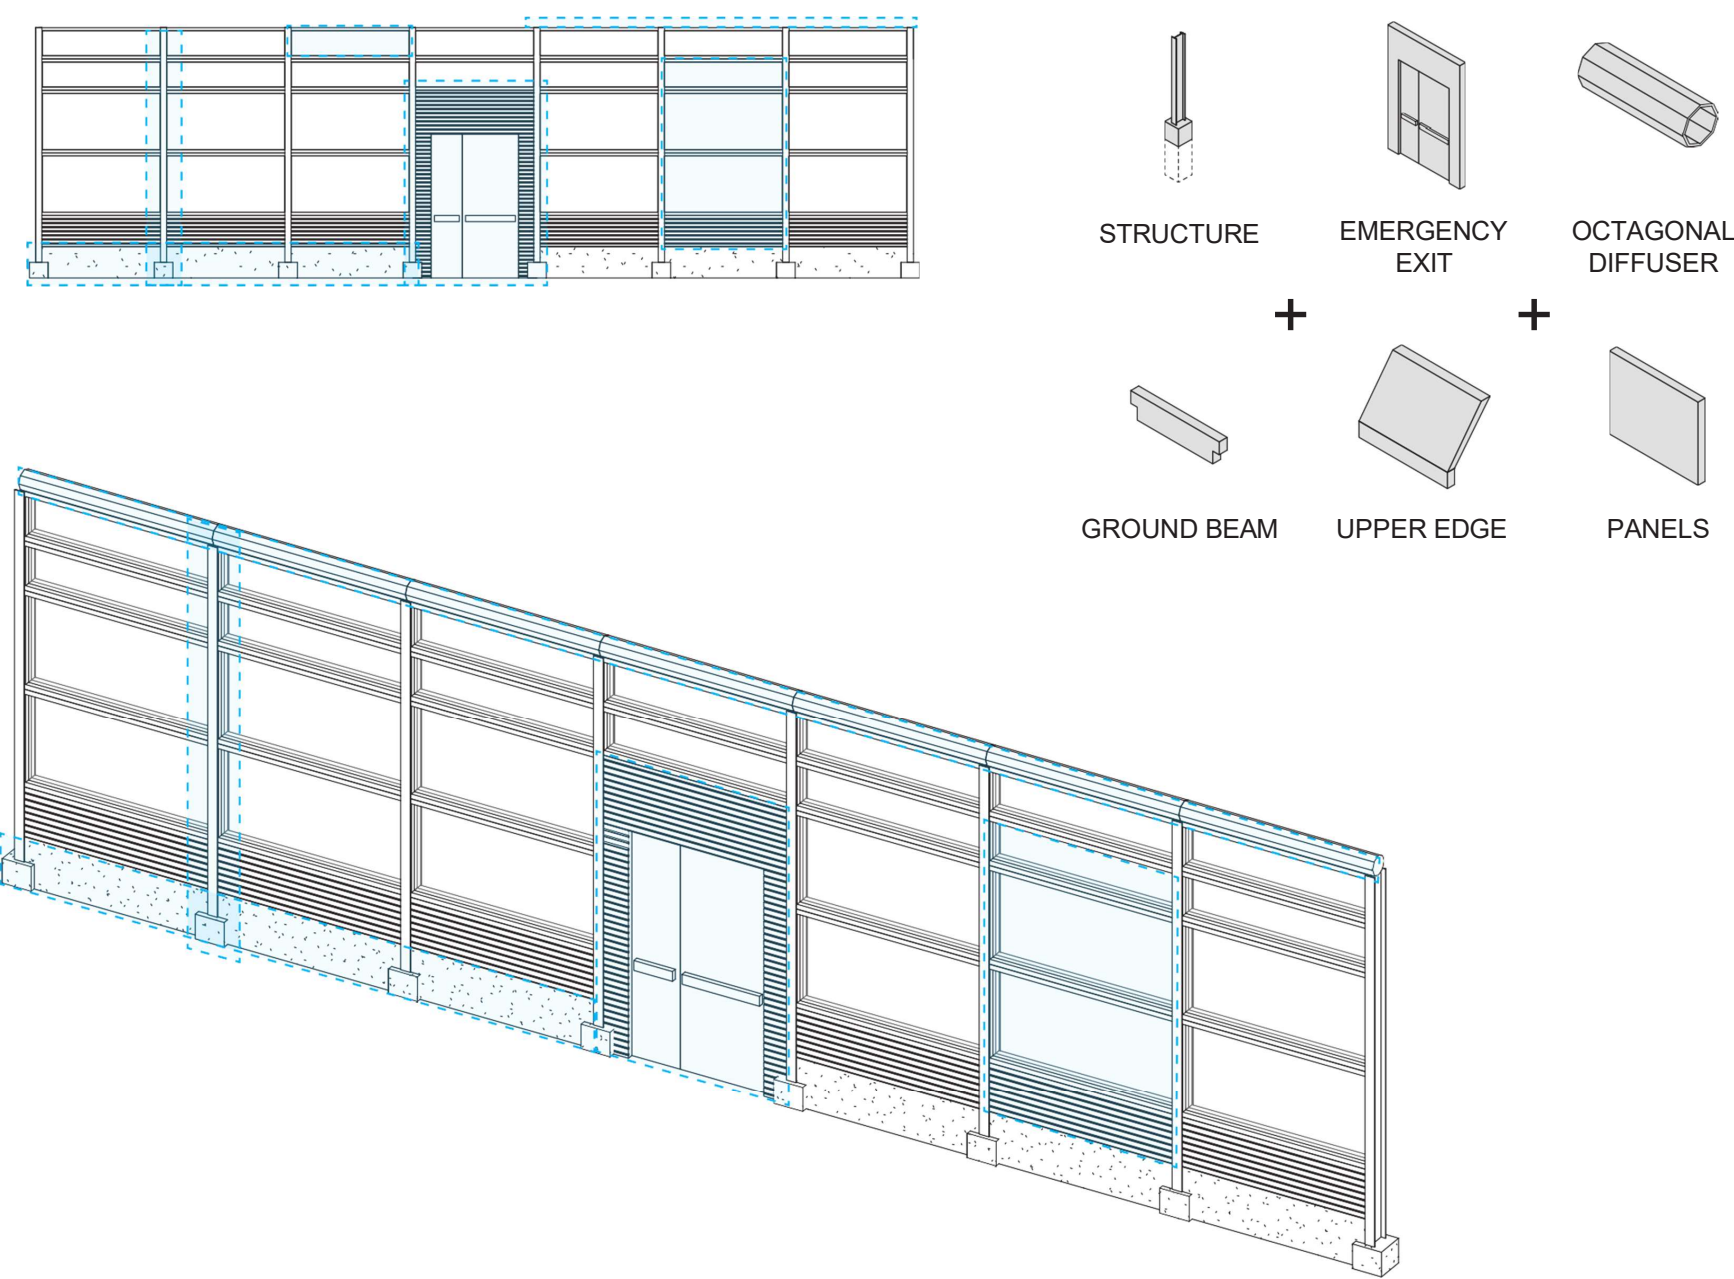 STRUCTURE
EMERGENCY
EXIT
OCTAGONAL
DIFFUSER
+
+
GROUND BEAM
UPPER EDGE
PANELS